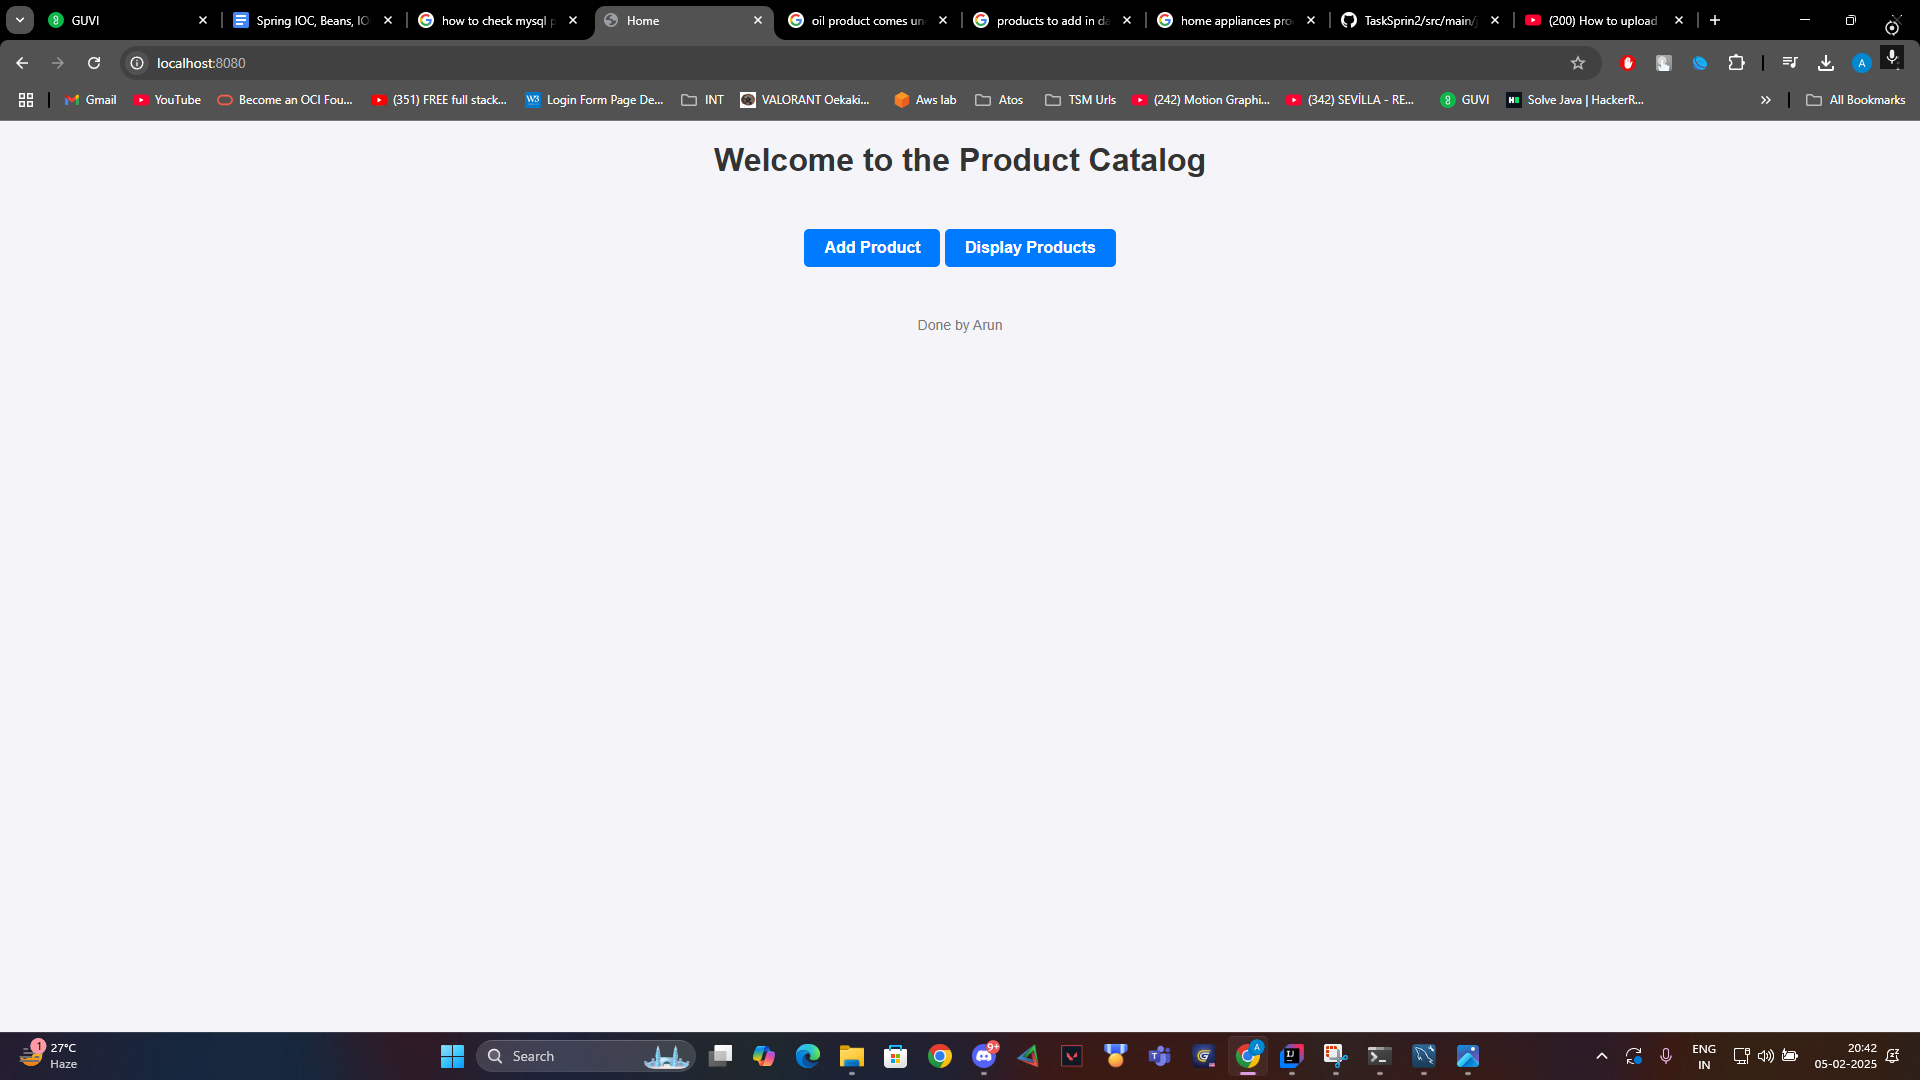 GUVI
Spring IOC, Beans, IO
how to check mysql p
Home
oil product comes un
products to add in da
home appliances pro
TaskSprin2/src/main/j
(200) How to upload
localhost:8080
A
Gmail
YouTube
Become an OCI Fou...
(351) FREE full stack...
Login Form Page De...
INT
VALORANT Oekaki...
Aws lab
Atos
TSM Urls
(242) Motion Graphi...
(342) SEVİLLA - RE...
GUVI
Solve Java | HackerR...
All Bookmarks
Welcome to the Product Catalog
Add Product
Display Products
Done by Arun
1
27°C
Haze
Search
9+
A
ENG
IN
20:42
05-02-2025